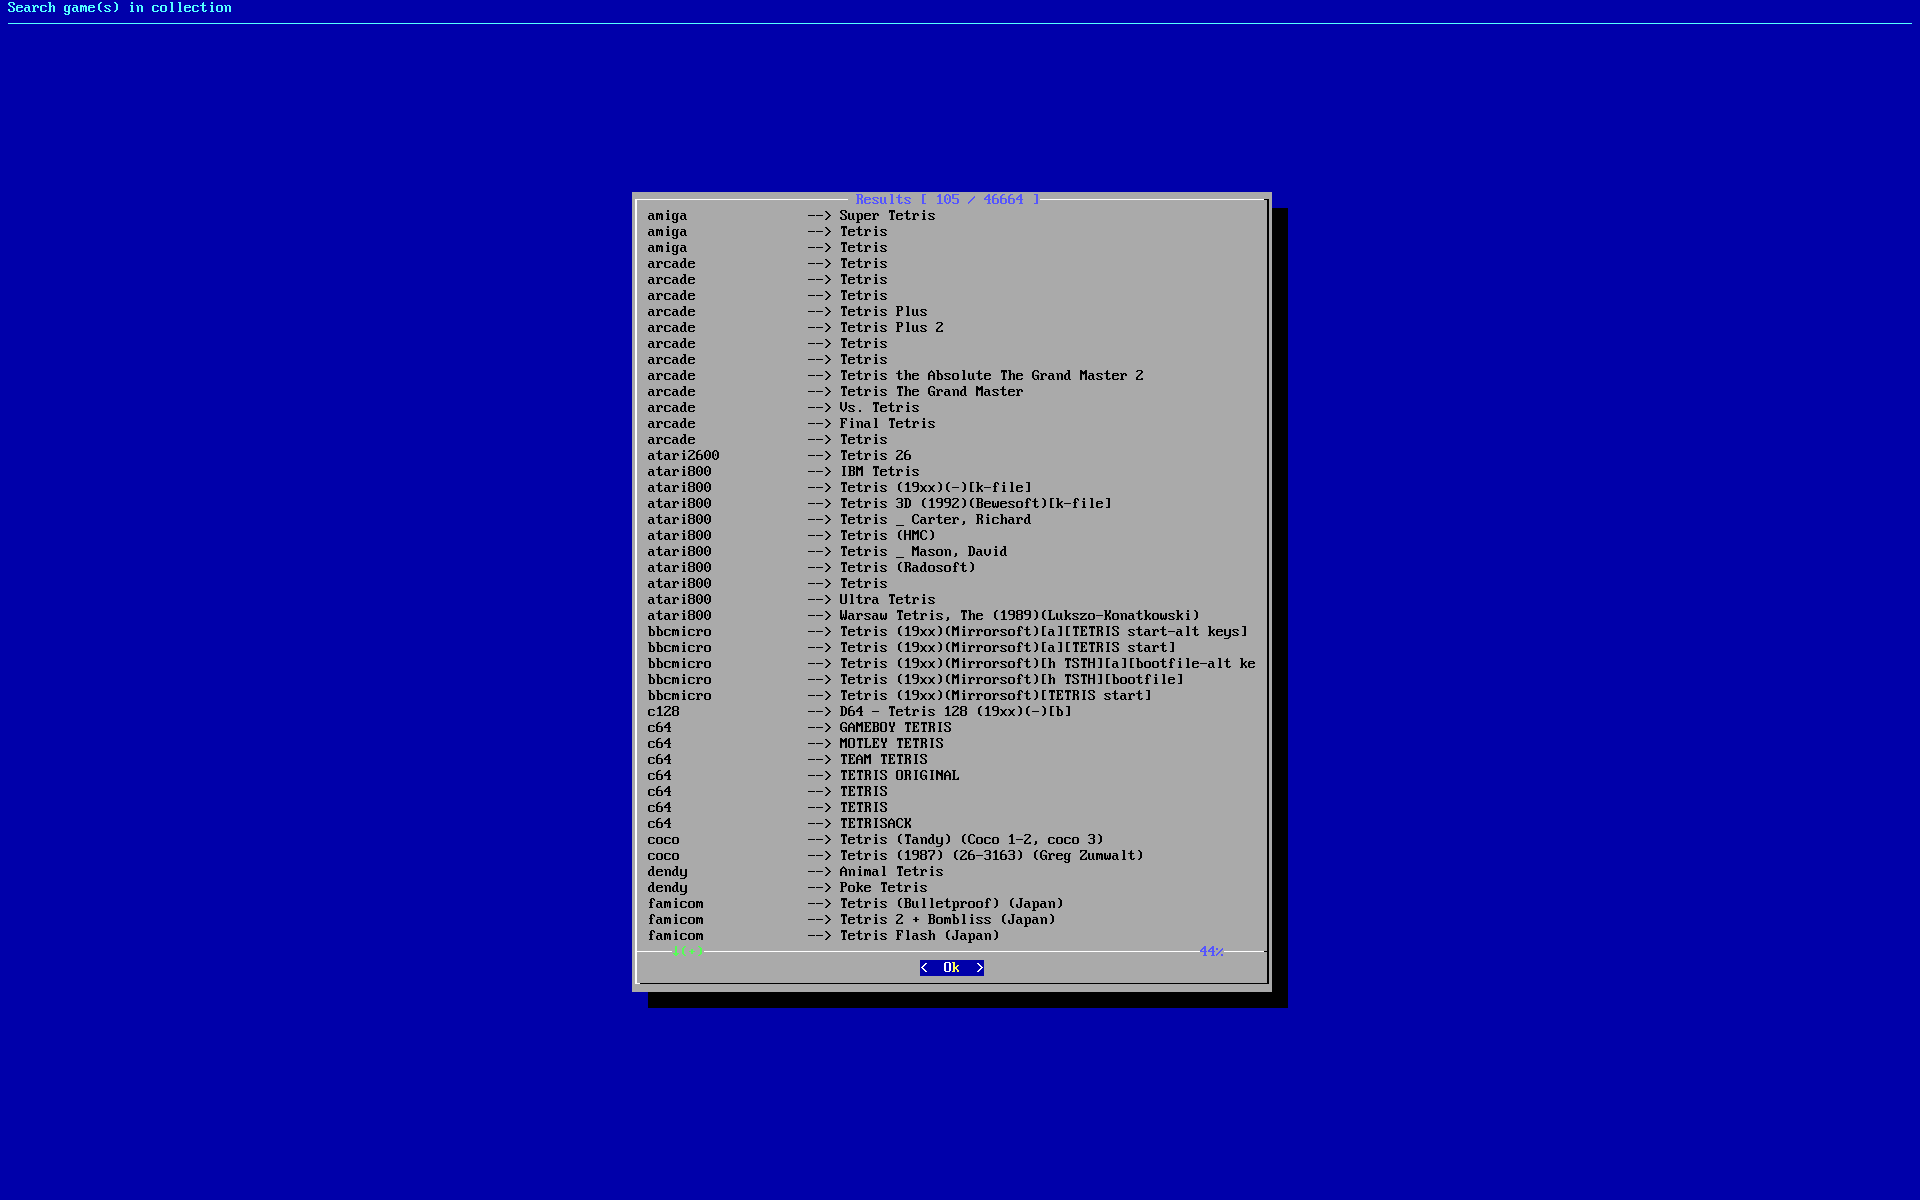 Search game(s) in collection
Results [ 105 / 46664 ]
amiga --> Super Tetris
amiga --> Tetris
amiga --> Tetris
arcade --> Tetris
arcade --> Tetris
arcade --> Tetris
arcade --> Tetris Plus
arcade --> Tetris Plus 2
arcade --> Tetris
arcade --> Tetris
arcade --> Tetris the Absolute The Grand Master 2
arcade --> Tetris The Grand Master
arcade --> Vs. Tetris
arcade --> Final Tetris
arcade --> Tetris
atari2600 --> Tetris 26
atari800 --> IBM Tetris
atari800 --> Tetris (19xx)(-)[k-file]
atari800 --> Tetris 3D (1992)(Bewesoft)[k-file]
atari800 --> Tetris _ Carter, Richard
atari800 --> Tetris (HMC)
atari800 --> Tetris _ Mason, David
atari800 --> Tetris (Radosoft)
atari800 --> Tetris
atari800 --> Ultra Tetris
atari800 --> Warsaw Tetris, The (1989)(Lukszo-Konatkowski)
bbcmicro --> Tetris (19xx)(Mirrorsoft)[a][TETRIS start-alt keys]
bbcmicro --> Tetris (19xx)(Mirrorsoft)[a][TETRIS start]
bbcmicro --> Tetris (19xx)(Mirrorsoft)[h TSTH][a][bootfile-alt ke
bbcmicro --> Tetris (19xx)(Mirrorsoft)[h TSTH][bootfile]
bbcmicro --> Tetris (19xx)(Mirrorsoft)[TETRIS start]
c128 --> D64 - Tetris 128 (19xx)(-)[b]
c64 --> GAMEBOY TETRIS
c64 --> MOTLEY TETRIS
c64 --> TEAM TETRIS
c64 --> TETRIS ORIGINAL
c64 --> TETRIS
c64 --> TETRIS
c64 --> TETRISACK
coco --> Tetris (Tandy) (Coco 1-2, coco 3)
coco --> Tetris (1987) (26-3163) (Greg Zumwalt)
dendy --> Animal Tetris
dendy --> Poke Tetris
famicom --> Tetris (Bulletproof) (Japan)
famicom --> Tetris 2 + Bombliss (Japan)
famicom --> Tetris Flash (Japan)
↓(+) 44%
< Ok >